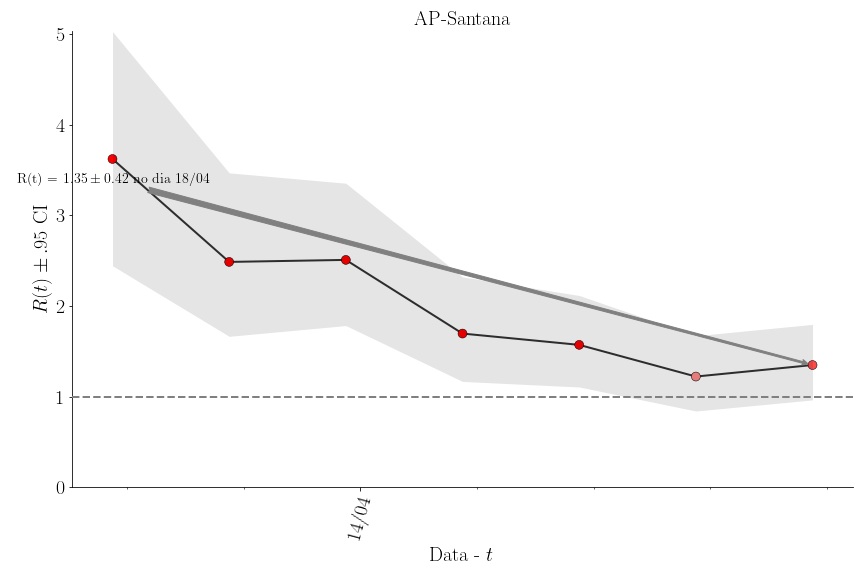 AP-Santana
5
4
R(t) = 1.35 ± 0.42 no dia 18/04
3
R(t) ± .95 CI
2
1
0
14/04
Data - t